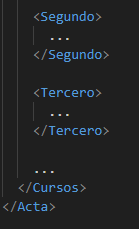 <Segundo>
...
</Segundo>
<Tercero>
...
</Tercero>
...
</Cursos>
</Acta>